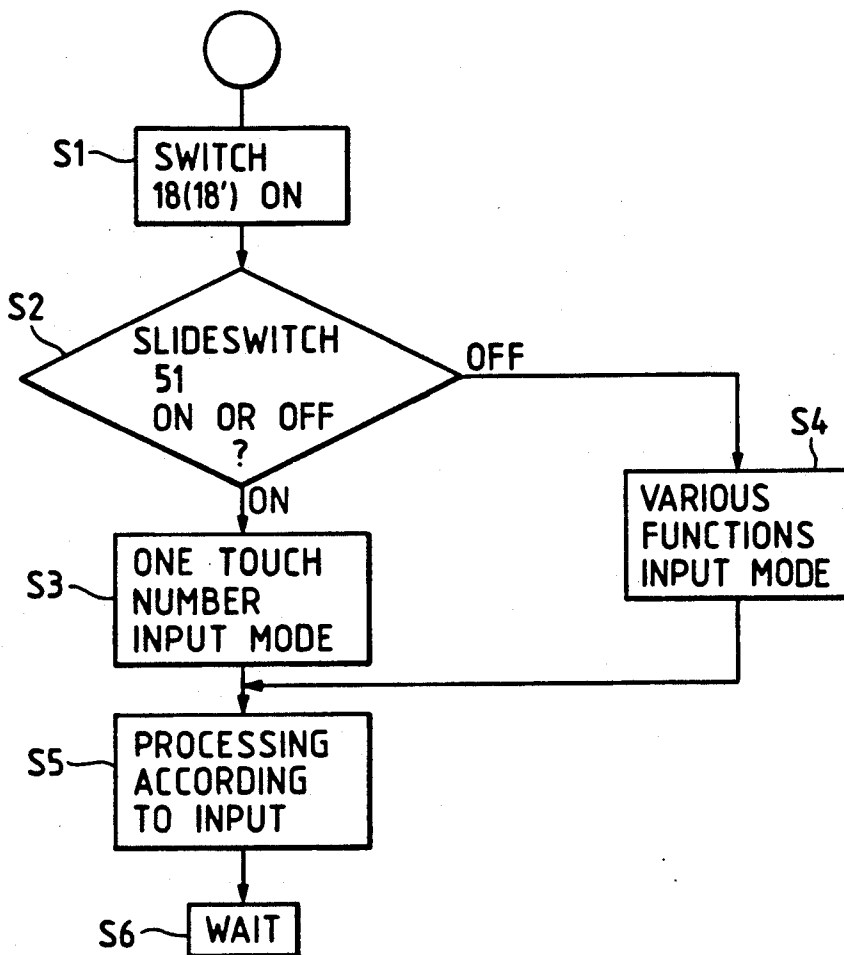 S1
SWITCH
18(18') ON
S2
SLIDESWITCH
51
ON OR OFF
?
OFF
ON
S4
VARIOUS
FUNCTIONS
INPUT MODE
S3
ONE TOUCH
NUMBER
INPUT MODE
S5
PROCESSING
ACCORDING
TO INPUT
S6
WAIT